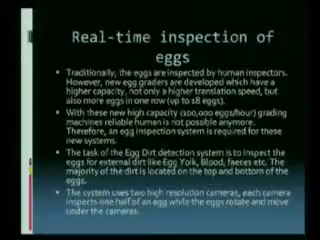 Real-time inspection of
eggs
Traditionally, the eggs are inspected by human inspectors.
However, new egg graders are developed which have a
higher capacity, not only a higher translation speed, but
also more eggs in one row (up to 18 eggs).
With these new high capacity (100,000 eggs/hour) grading
machines reliable human is not possible anymore.
Therefore, an egg inspection system is required for these
new systems.
The task of the Egg Dirt detection system is to inspect the
eggs for external dirt like Egg Yolk, Blood, faeces etc. The
majority of the dirt is located on the top and bottom of the
eggs.
The system uses two high resolution cameras, each camera
inspects one half of an egg while the eggs rotate and move
under the cameras.